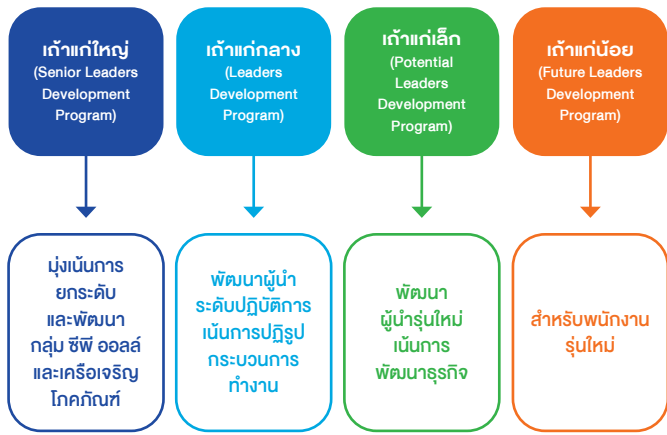 เถ้าแก่ใหญ่
(Senior Leaders
Development
Program)
มุ่งเน้นการ
ยกระดับ
และพัฒนา
กลุ่ม ซีพี ออลล์
และเครือเจริญ
โภคภัณฑ์
เถ้าแก่กลาง
(Leaders
Development
Program)
พัฒนาผู้นำ
ระดับปฏิบัติการ
เน้นการปฏิรูป
กระบวนการ
ทำงาน
เถ้าแก่เล็ก
(Potential
Leaders
Development
Program)
พัฒนา
ผู้นำรุ่นใหม่
เน้นการ
พัฒนาธุรกิจ
เถ้าแก่น้อย
(Future Leaders
Development
Program)
สำหรับพนักงาน
รุ่นใหม่